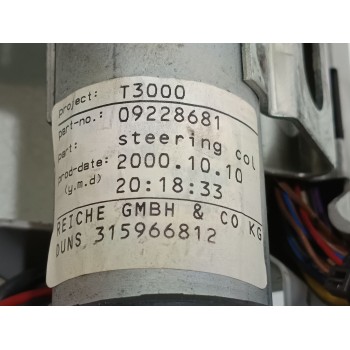 project: T3000
part-no.: 09228681
part: steering col
prod-date: 2000.10.10
(y.m.d) 20:18:33
REICHE GMBH & CO KG
DUNS 315966812